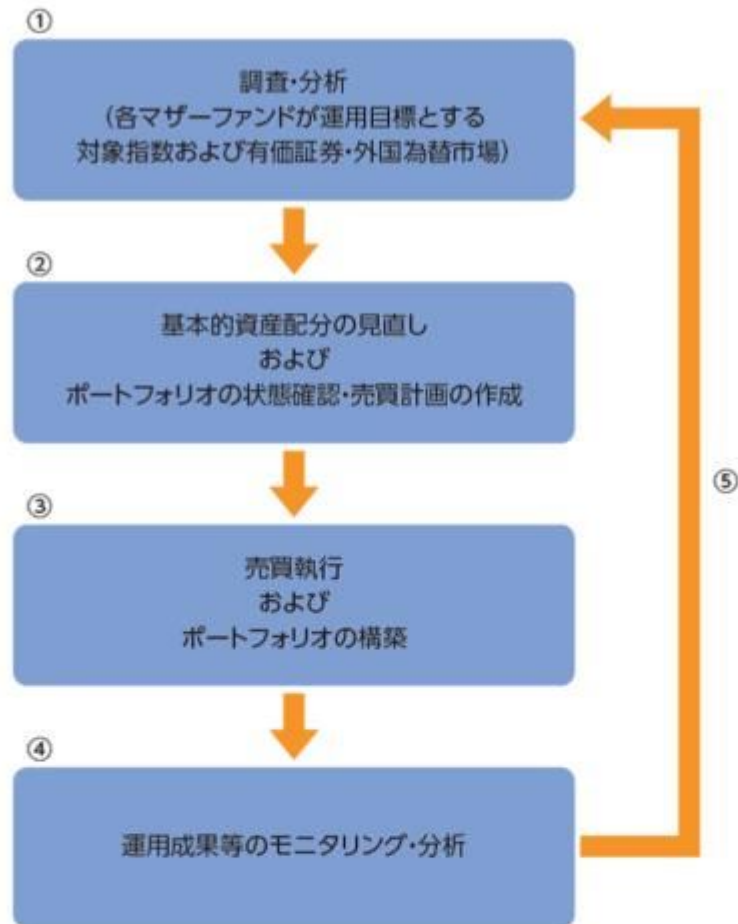 ①
調査・分析
(各マザーファンドが運用目標とする
対象指数および有価証券・外国為替市場)
②
基本的資産配分の見直し
および
ポートフォリオの状態確認・売買計画の作成
③
売買執行
および
ポートフォリオの構築
④
運用成果等のモニタリング・分析
⑤